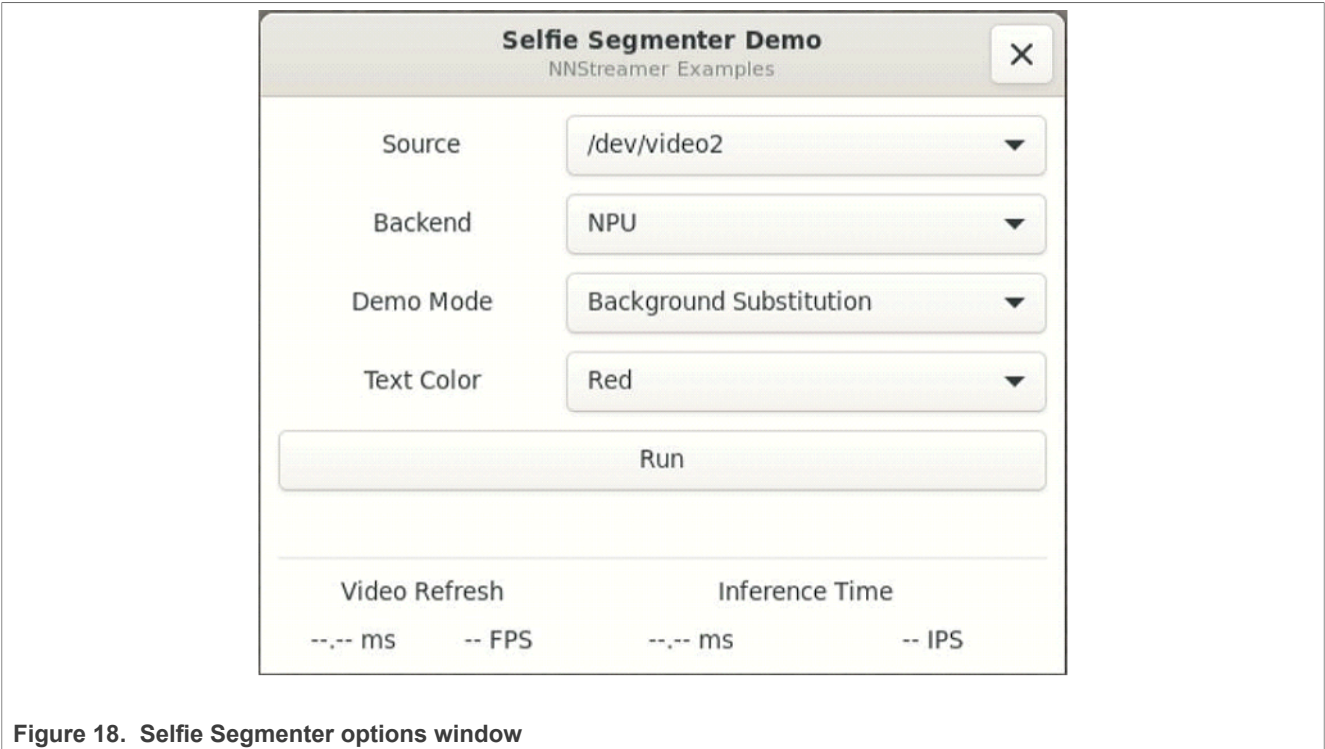 Selfie Segmenter Demo
NNStreamer Examples
Source /dev/video2
Backend NPU
Demo Mode Background Substitution
Text Color Red
Run
Video Refresh Inference Time
--.-- ms -- FPS --.-- ms -- IPS
Figure 18. Selfie Segmenter options window